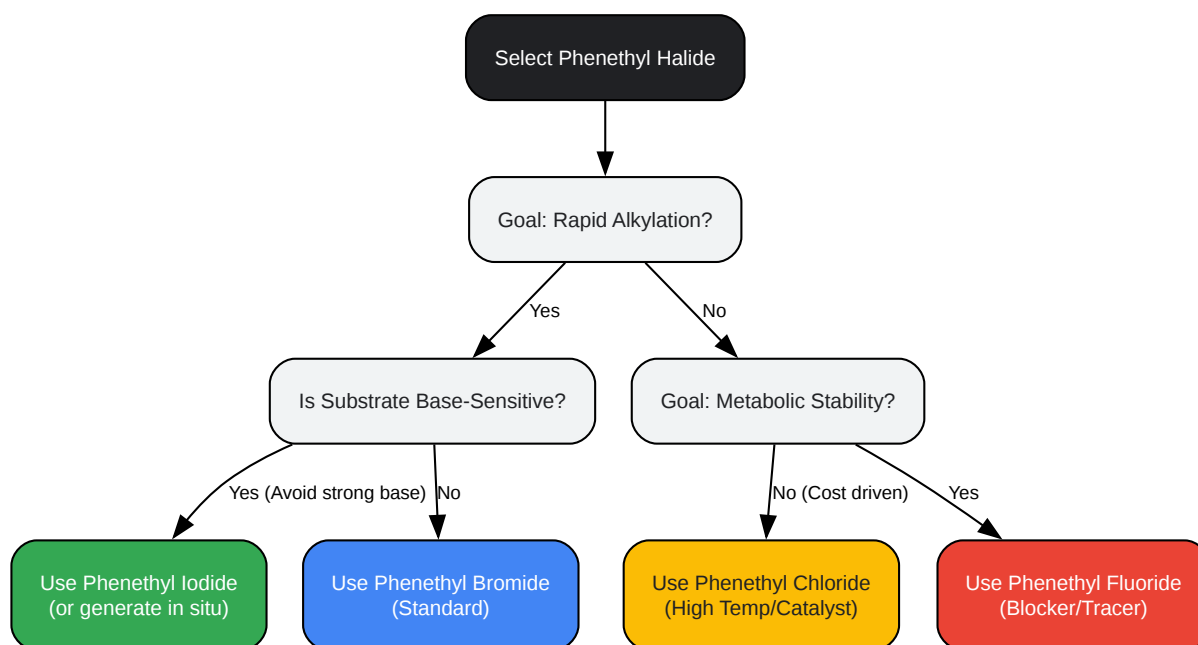 Select Phenethyl Halide
Goal: Rapid Alkylation?
Yes
No
Is Substrate Base-Sensitive?
Goal: Metabolic Stability?
Yes (Avoid strong base)
No
No (Cost driven)
Yes
Use Phenethyl Iodide
(or generate in situ)
Use Phenethyl Bromide
(Standard)
Use Phenethyl Chloride
(High Temp/Catalyst)
Use Phenethyl Fluoride
(Blocker/Tracer)